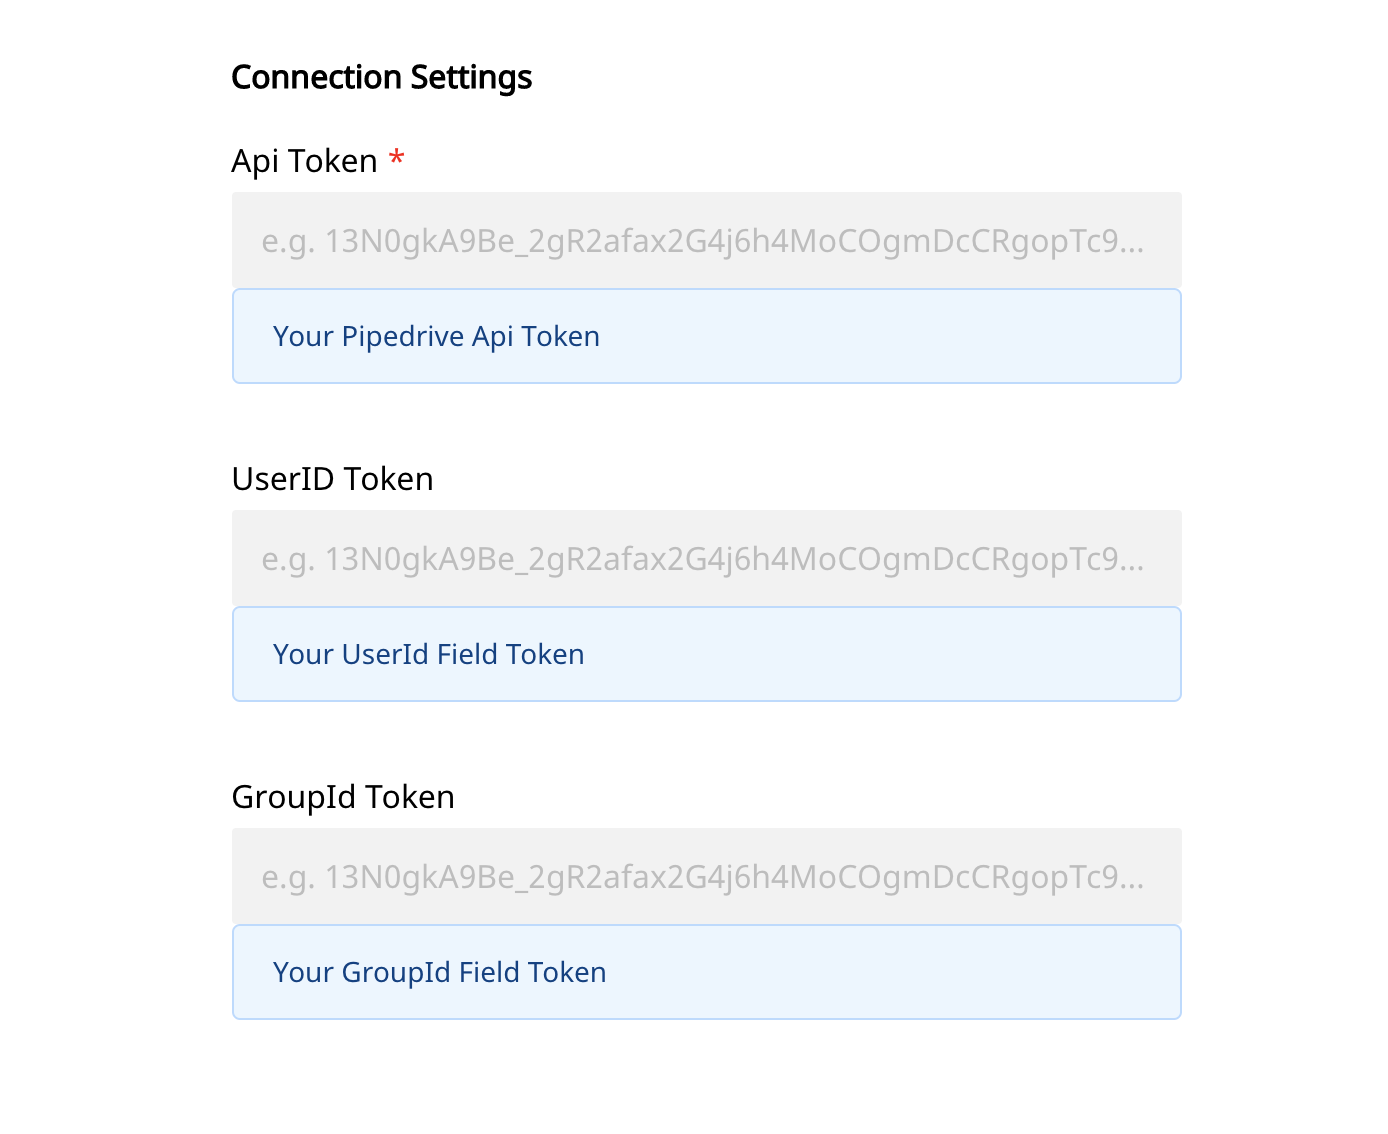 Connection Settings
Api Token *
e.g. 13N0gkA9Be_2gR2afax2G4j6h4MoCOgmDcCRgopTc9...
Your Pipedrive Api Token
UserID Token
e.g. 13N0gkA9Be_2gR2afax2G4j6h4MoCOgmDcCRgopTc9...
Your UserId Field Token
GroupId Token
e.g. 13N0gkA9Be_2gR2afax2G4j6h4MoCOgmDcCRgopTc9...
Your GroupId Field Token